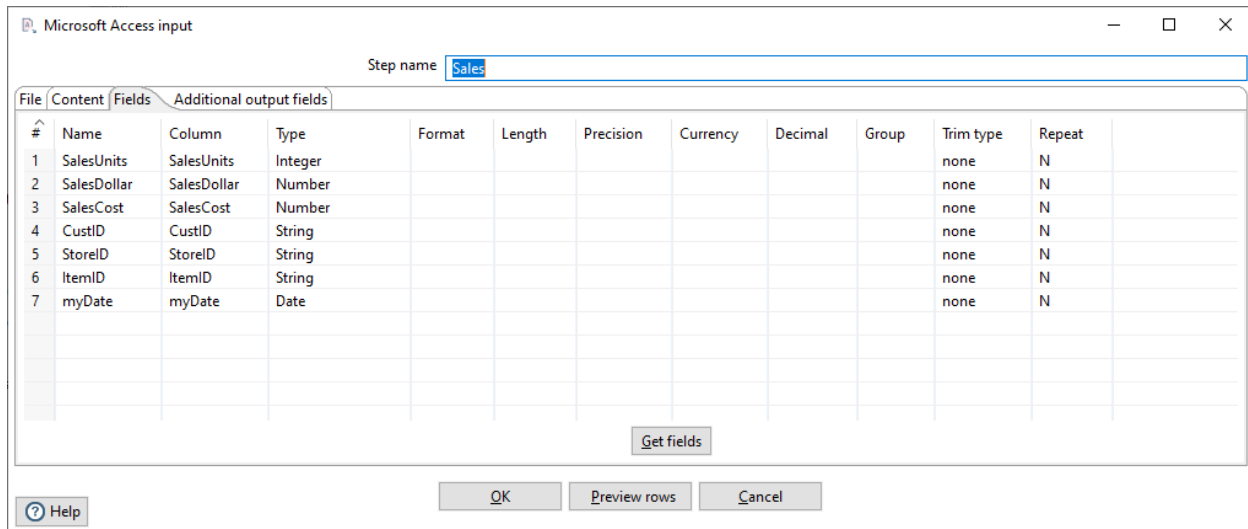 Microsoft Access input
Step name Sales
File Content Fields Additional output fields
# Name Column Type Format Length Precision Currency Decimal Group Trim type Repeat
1 SalesUnits SalesUnits Integer none N
2 SalesDollar SalesDollar Number none N
3 SalesCost SalesCost Number none N
4 CustID CustID String none N
5 StoreID StoreID String none N
6 ItemID ItemID String none N
7 myDate myDate Date none N
Get fields
OK Preview rows Cancel
Help